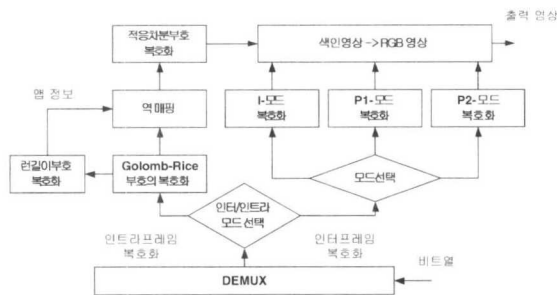 출력 영상
적응차분부호
복호화
색인영상 -> RGB 영상
맵 정보
역 매핑
I-모드
복호화
P1-모드
복호화
P2-모드
복호화
런길이부호
복호화
Golomb-Rice
부호의 복호화
모드선택
인터/인트라
모드 선택
인트라프레임
복호화
인터프레임
복호화
비트열
DEMUX